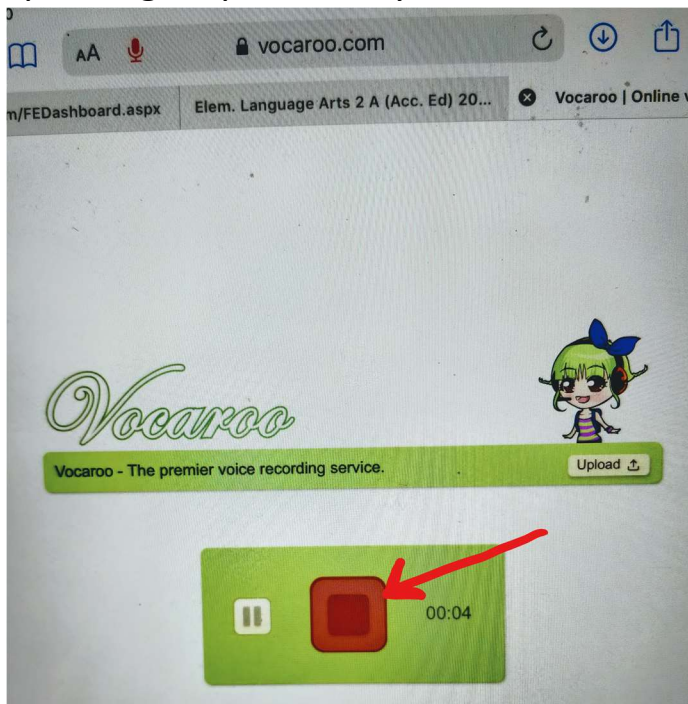 AA vocaroo.com
m/FEDashboard.aspx Elem. Language Arts 2 A (Acc. Ed) 20... Vocaroo | Online
Vocaroo
Vocaroo - The premier voice recording service.
Upload
00:04